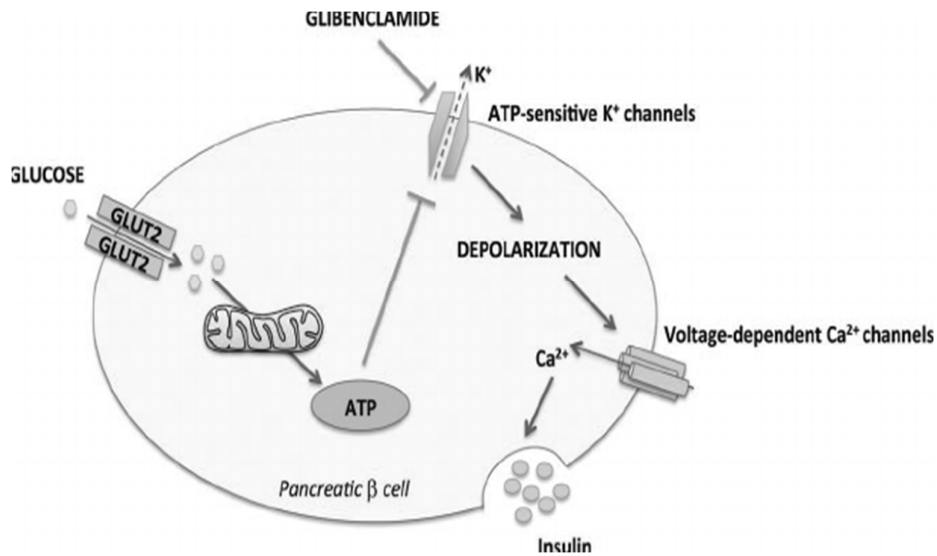 GLIBENCLAMIDE
K⁺
ATP-sensitive K⁺ channels
GLUCOSE
GLUT2
GLUT2
DEPOLARIZATION
Voltage-dependent Ca²⁺ channels
Ca²⁺
ATP
Pancreatic β cell
Insulin